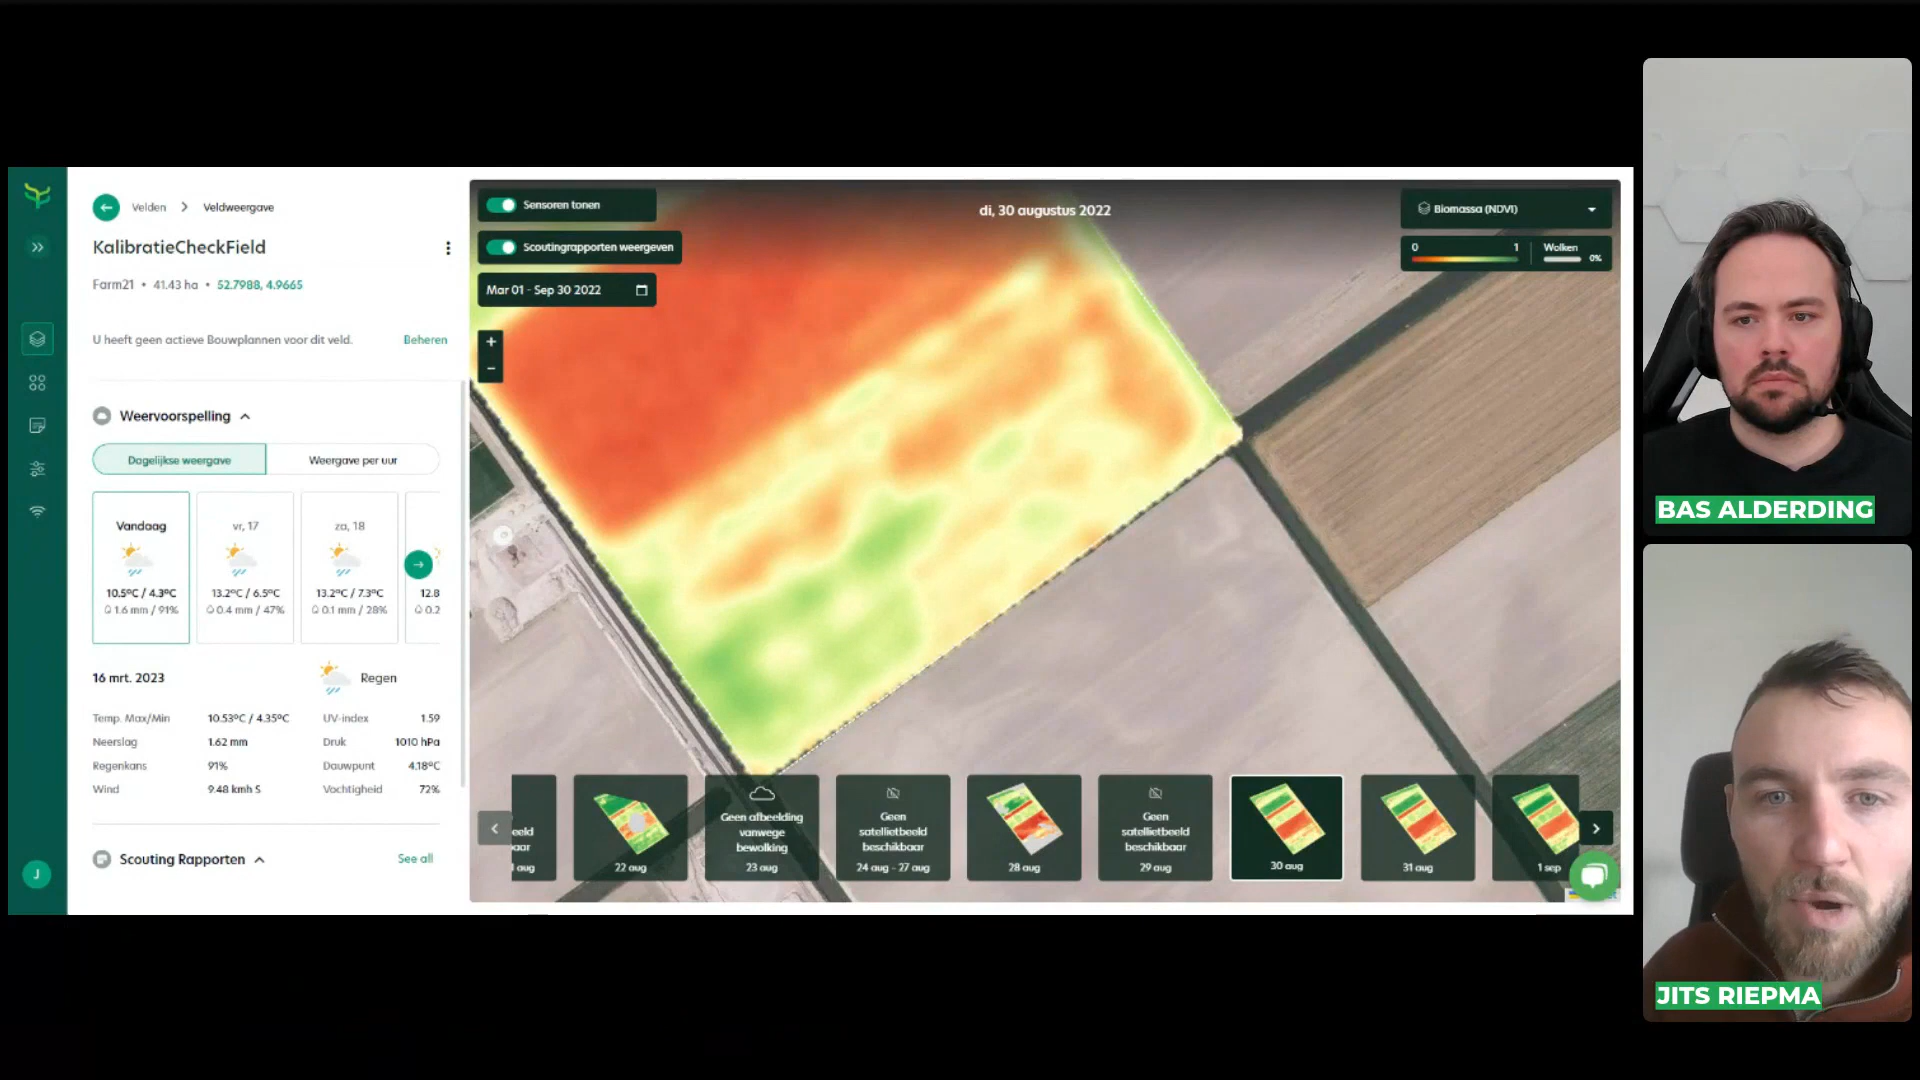 Velden
Veldweergave
KalibratieCheckField
Farm21 • 41.43 ha • 52.7988, 4.9665
U heeft geen actieve Bouwplannen voor dit veld.
Beheren
Weervoorspelling
Dagelijkse weergave
Weergave per uur
Vandaag
10.5ºC / 4.3ºC
1.6 mm / 91%
vr, 17
13.2ºC / 6.5ºC
0.4 mm / 47%
za, 18
13.2ºC / 7.3ºC
0.1 mm / 28%
12.8
0.2
16 mrt. 2023
Regen
Temp. Max/Min 10.53ºC / 4.35ºC
UV-index 1.59
Neerslag 1.62 mm
Druk 1010 hPa
Regenkans 91%
Dauwpunt 4.18ºC
Wind 9.48 kmh S
Vochtigheid 72%
Scouting Rapporten
See all
J
Sensoren tonen
Scoutingrapporten weergeven
Mar 01 - Sep 30 2022
+
-
di, 30 augustus 2022
Biomassa (NDVI)
0 1
Wolken
0%
eeld
aar
aug
22 aug
Geen afbeelding
vanwege
bewolking
23 aug
Geen
satellietbeeld
beschikbaar
24 aug - 27 aug
28 aug
Geen
satellietbeeld
beschikbaar
29 aug
30 aug
31 aug
1 sep
BAS ALDERDING
JITS RIEPMA